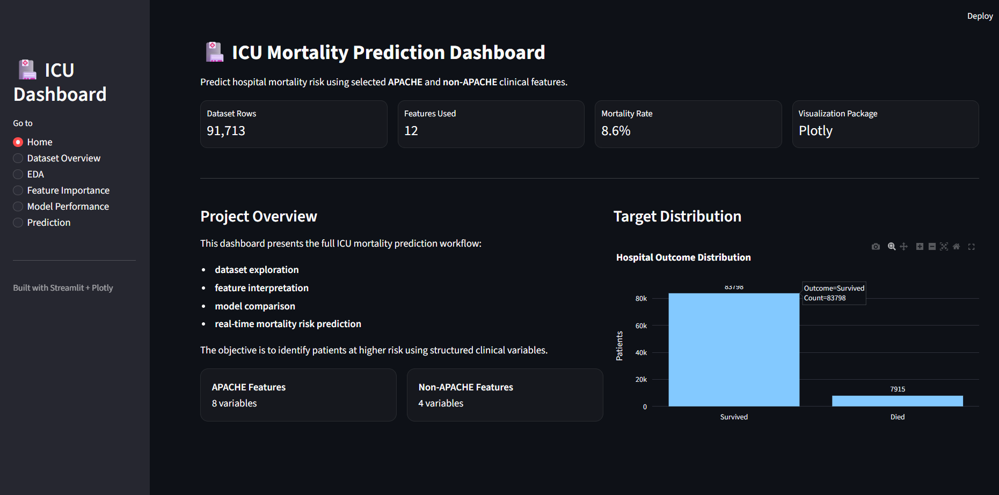 Deploy
ICU
Dashboard
Go to
Home
Dataset Overview
EDA
Feature Importance
Model Performance
Prediction
Built with Streamlit + Plotly
ICU Mortality Prediction Dashboard
Predict hospital mortality risk using selected APACHE and non-APACHE clinical features.
Dataset Rows
91,713
Features Used
12
Mortality Rate
8.6%
Visualization Package
Plotly
Project Overview
This dashboard presents the full ICU mortality prediction workflow:
• dataset exploration
• feature interpretation
• model comparison
• real-time mortality risk prediction
The objective is to identify patients at higher risk using structured clinical variables.
APACHE Features
8 variables
Non-APACHE Features
4 variables
Target Distribution
Hospital Outcome Distribution
83798
Outcome=Survived
Count=83798
80k
60k
40k
20k
0
Patients
7915
Survived
Died